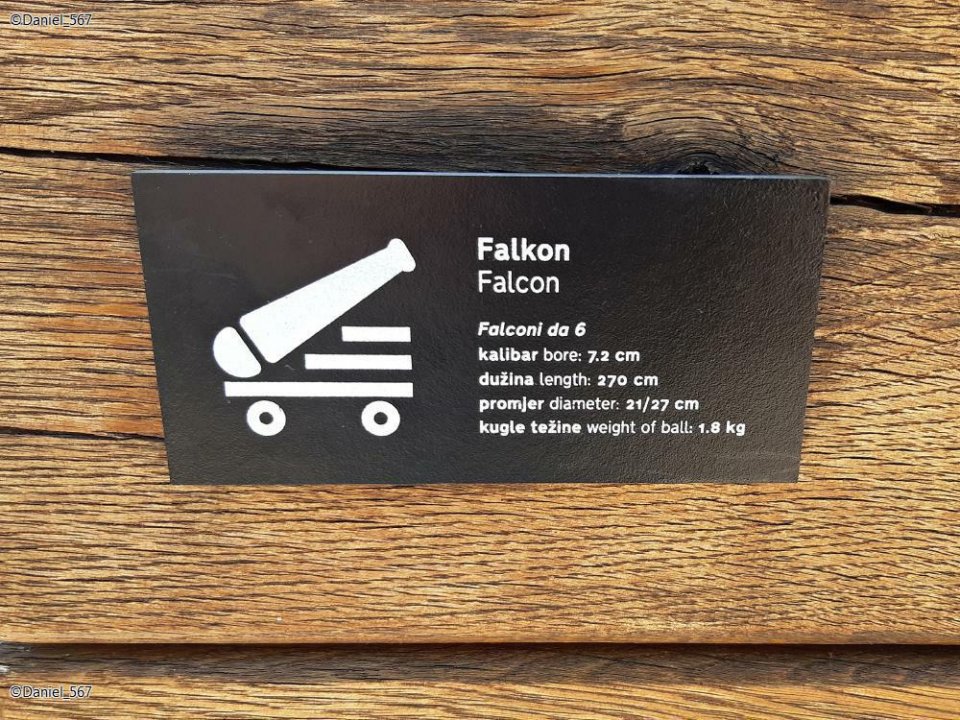 ©Daniel_567
Falkon
Falcon
Falconi da 6
kalibar bore: 7.2 cm
dužina length: 270 cm
promjer diameter: 21/27 cm
kugle težine weight of ball: 1.8 kg
©Daniel_567